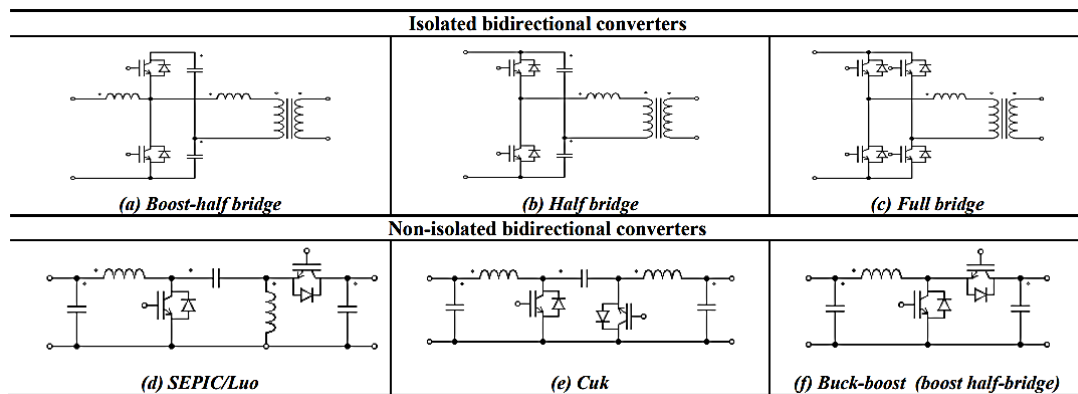 Isolated bidirectional converters
(a) Boost-half bridge
(b) Half bridge
(c) Full bridge
Non-isolated bidirectional converters
(d) SEPIC/Luo
(e) Cuk
(f) Buck-boost (boost half-bridge)